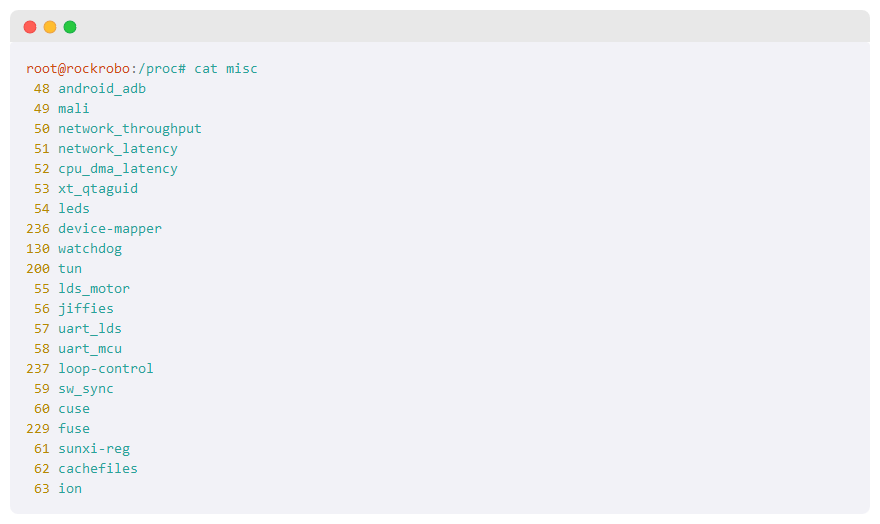 root@rockrobo:/proc# cat misc
 48 android_adb
 49 mali
 50 network_throughput
 51 network_latency
 52 cpu_dma_latency
 53 xt_qtaguid
 54 leds
236 device-mapper
130 watchdog
200 tun
 55 lds_motor
 56 jiffies
 57 uart_lds
 58 uart_mcu
237 loop-control
 59 sw_sync
 60 cuse
229 fuse
 61 sunxi-reg
 62 cachefiles
 63 ion